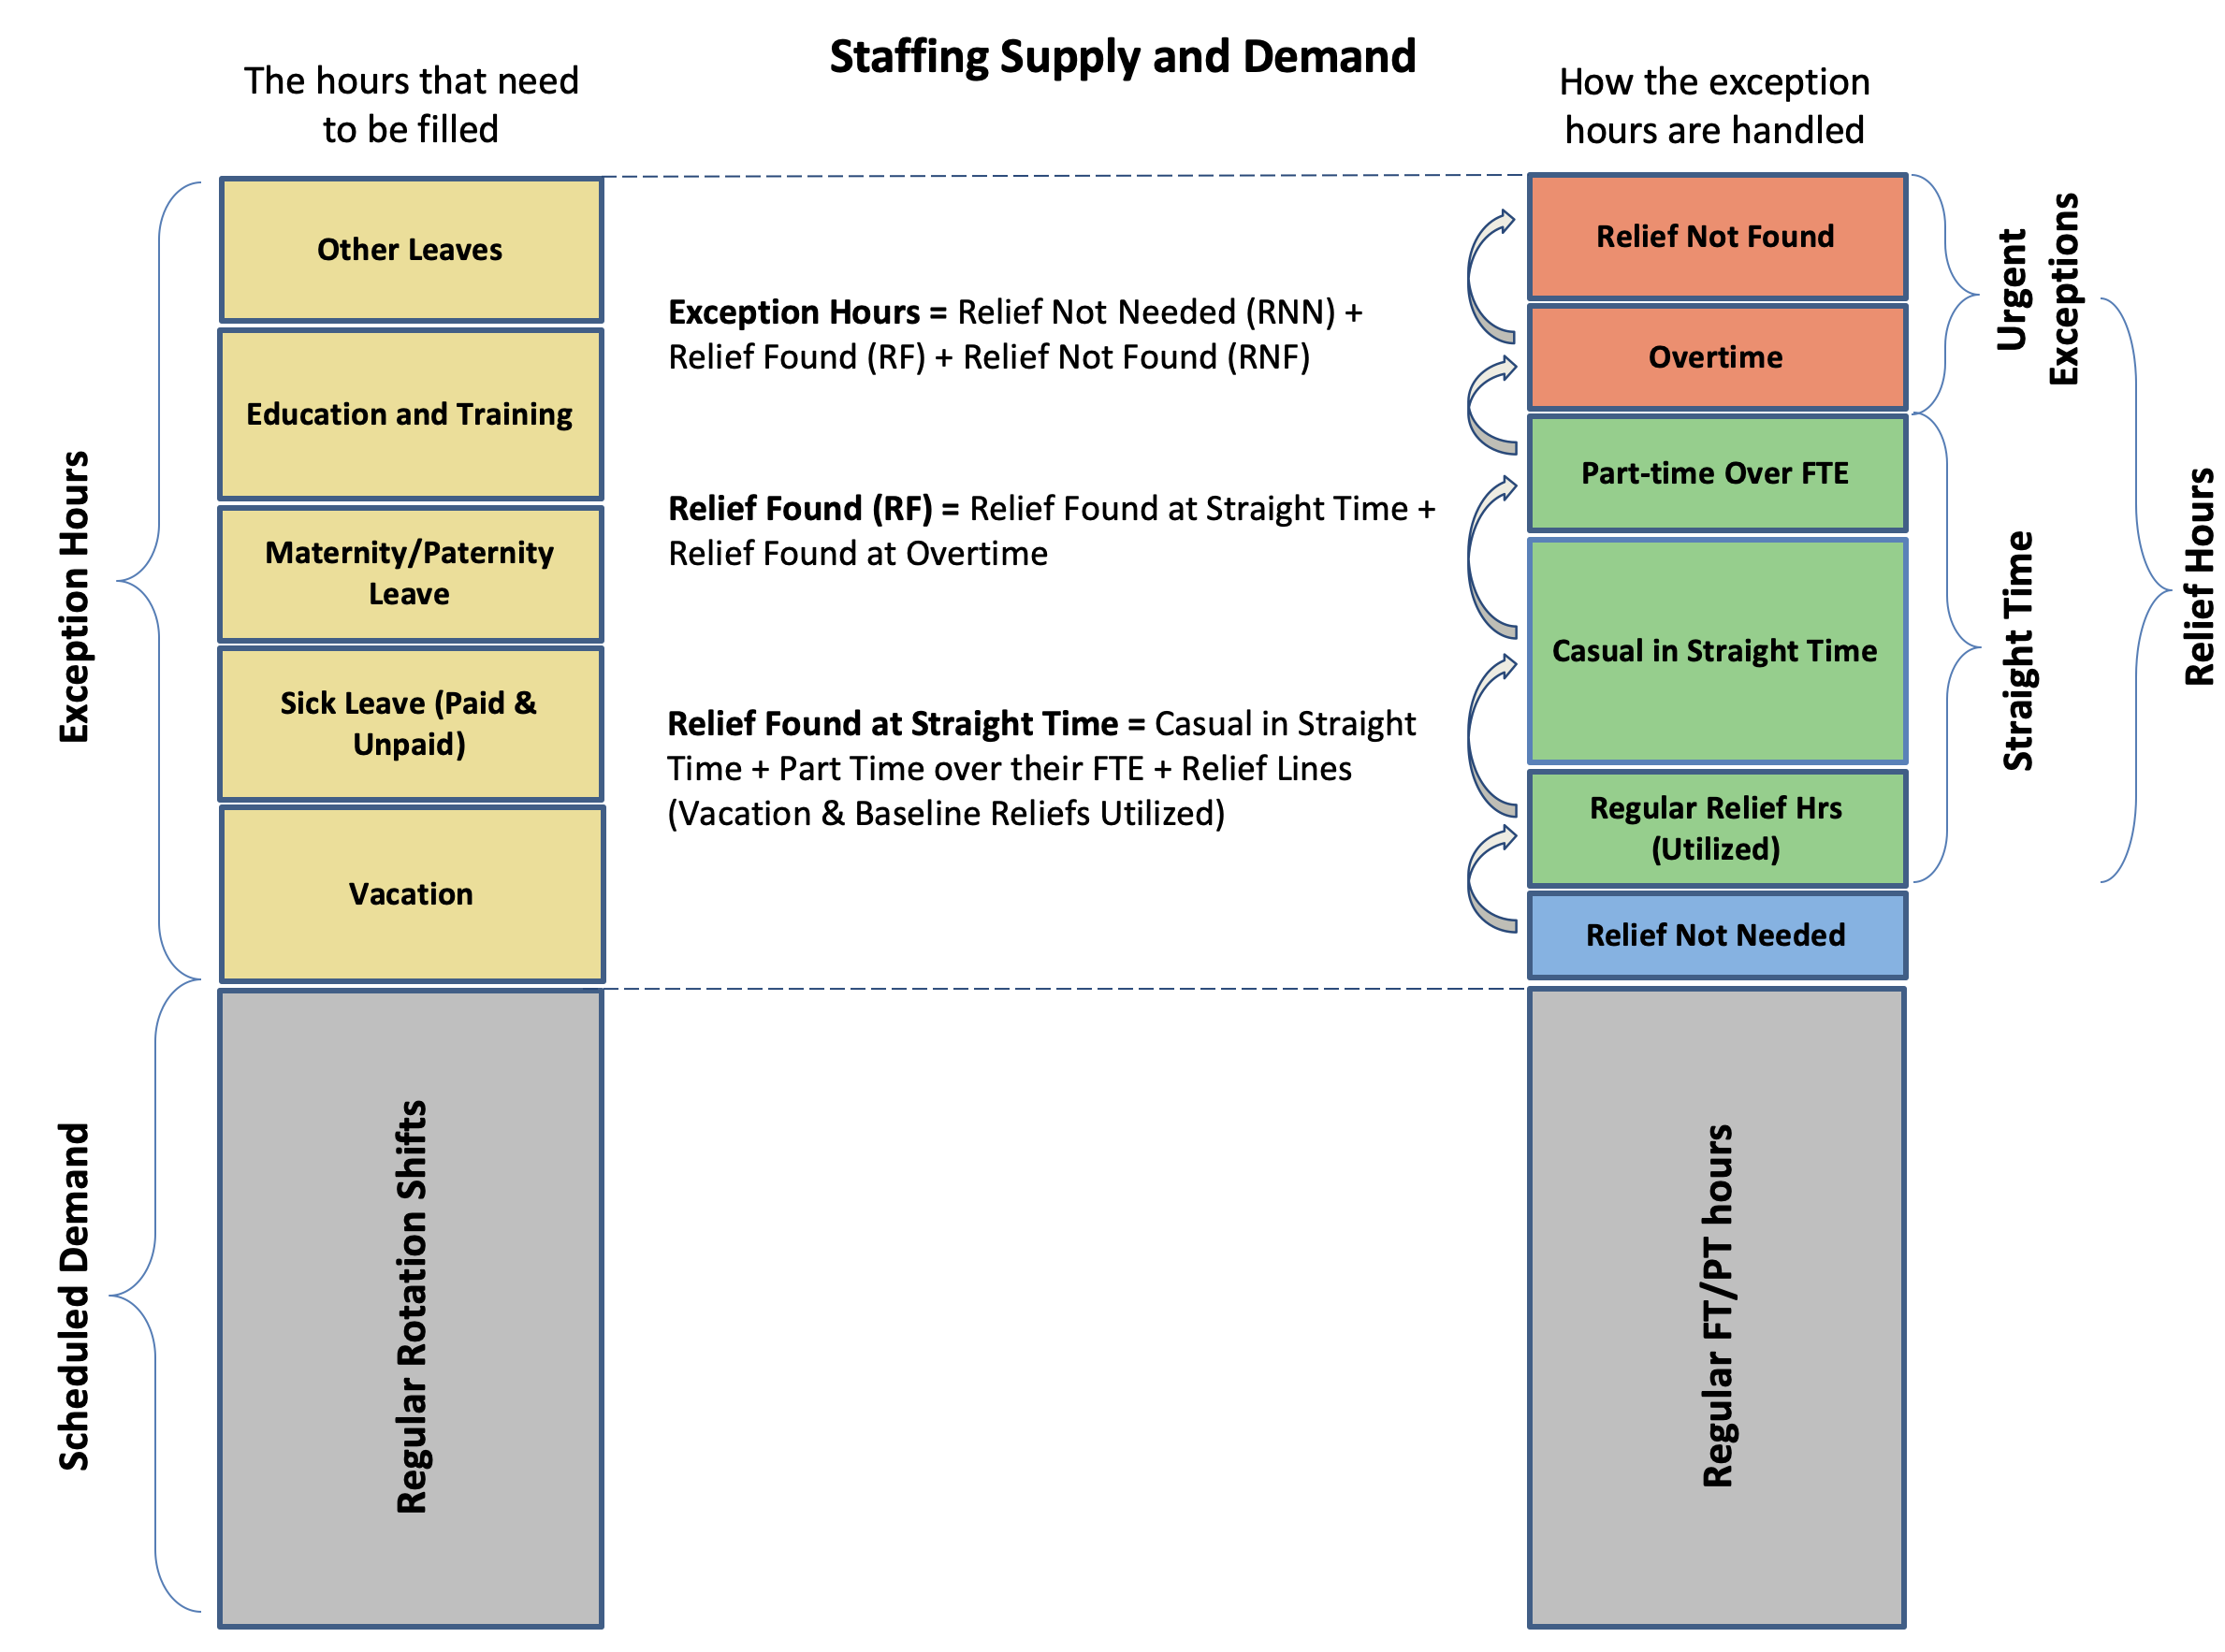 Staffing Supply and Demand
The hours that need
to be filled
How the exception
hours are handled
Exception Hours
Scheduled Demand
Other Leaves
Education and Training
Maternity/Paternity
Leave
Sick Leave (Paid &
Unpaid)
Vacation
Regular Rotation Shifts
Exception Hours = Relief Not Needed (RNN) +
Relief Found (RF) + Relief Not Found (RNF)
Relief Found (RF) = Relief Found at Straight Time +
Relief Found at Overtime
Relief Found at Straight Time = Casual in Straight
Time + Part Time over their FTE + Relief Lines
(Vacation & Baseline Reliefs Utilized)
Relief Not Found
Overtime
Part-time Over FTE
Casual in Straight Time
Regular Relief Hrs
(Utilized)
Relief Not Needed
Regular FT/PT hours
Urgent
Exceptions
Straight Time
Relief Hours